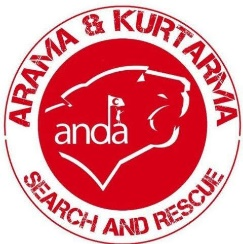 ARAMA & KURTARMA
anda
SEARCH AND RESCUE